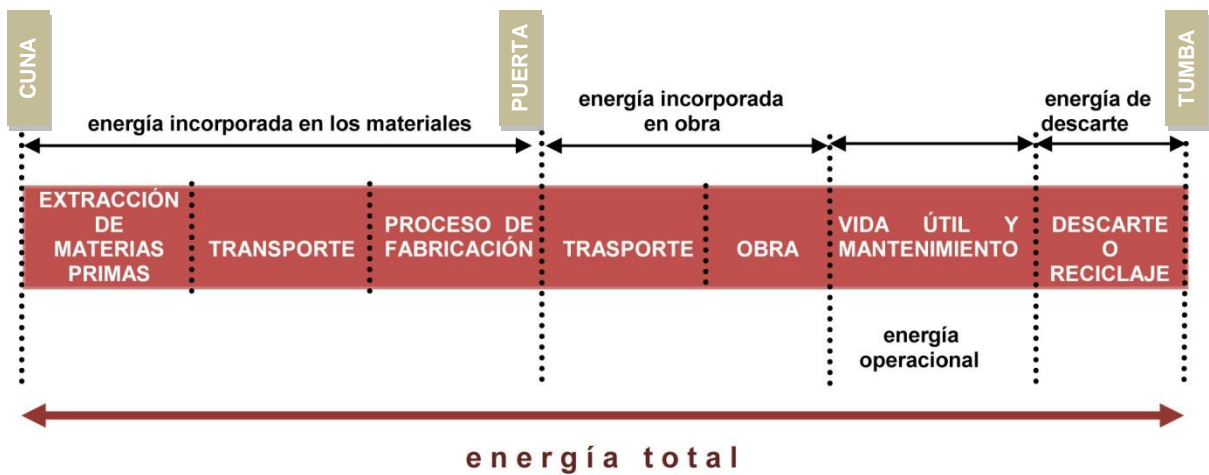 CUNA
PUERTA
TUMBA
energía incorporada en los materiales
energía incorporada
en obra
energía de
descarte
EXTRACCIÓN
DE
MATERIAS
PRIMAS
TRANSPORTE
PROCESO DE
FABRICACIÓN
TRASPORTE
OBRA
VIDA ÚTIL Y
MANTENIMIENTO
DESCARTE
O
RECICLAJE
energía
operacional
energía total